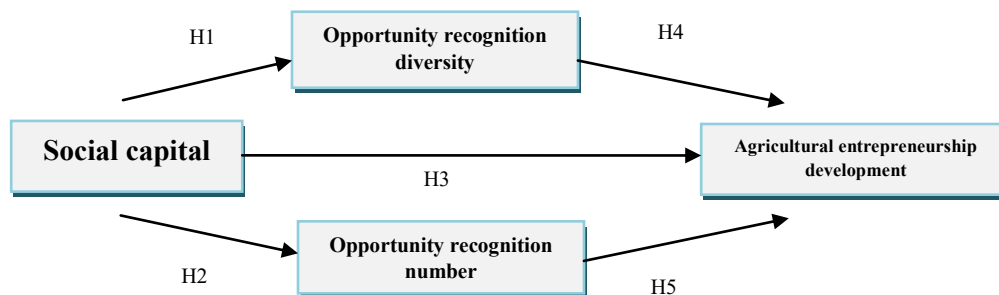 H1
Opportunity recognition
diversity
H4
Social capital
H3
Agricultural entrepreneurship
development
H2
Opportunity recognition
number
H5